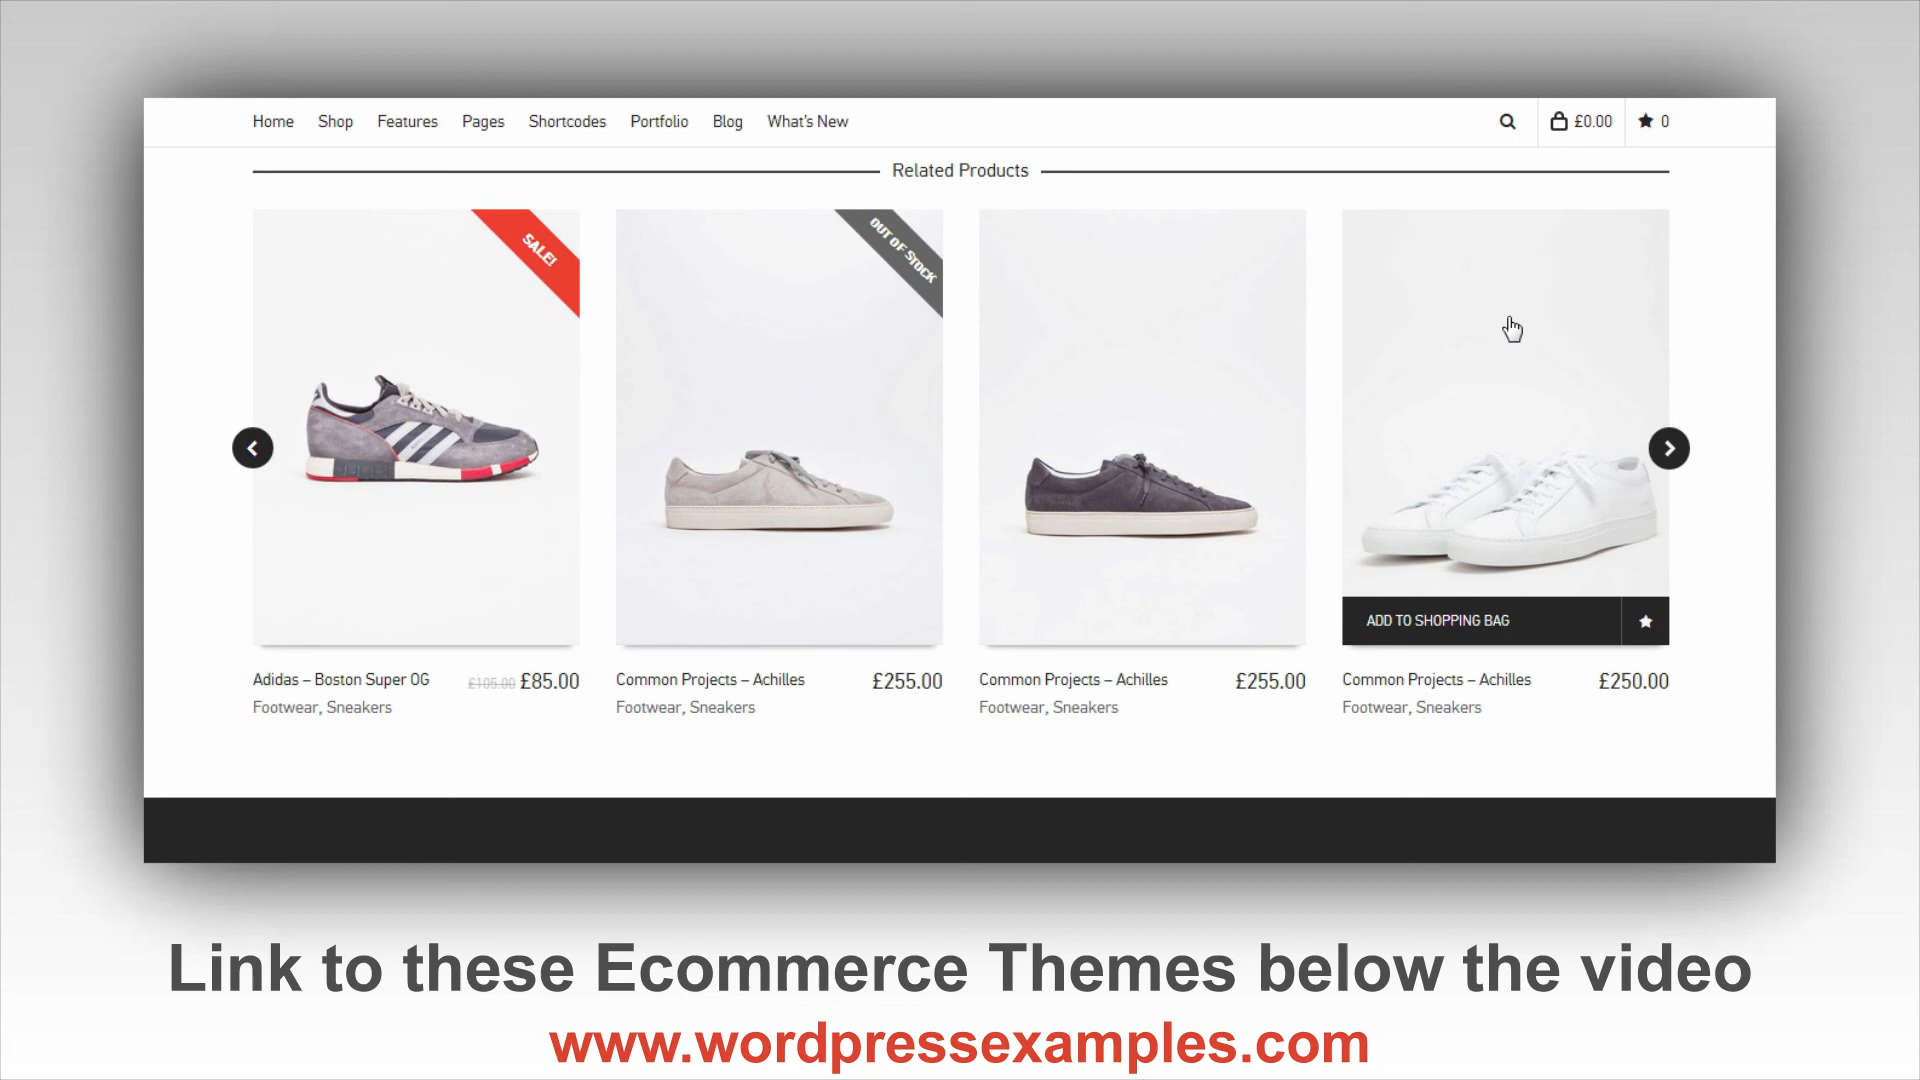 Home Shop Features Pages Shortcodes Portfolio Blog What's New £0.00 0
Related Products
SALE!
OUT OF STOCK
ADD TO SHOPPING BAG
Adidas – Boston Super OG £105.00 £85.00 Common Projects – Achilles £255.00 Common Projects – Achilles £255.00 Common Projects – Achilles £250.00
Footwear, Sneakers Footwear, Sneakers Footwear, Sneakers Footwear, Sneakers
Link to these Ecommerce Themes below the video
www.wordpressexamples.com